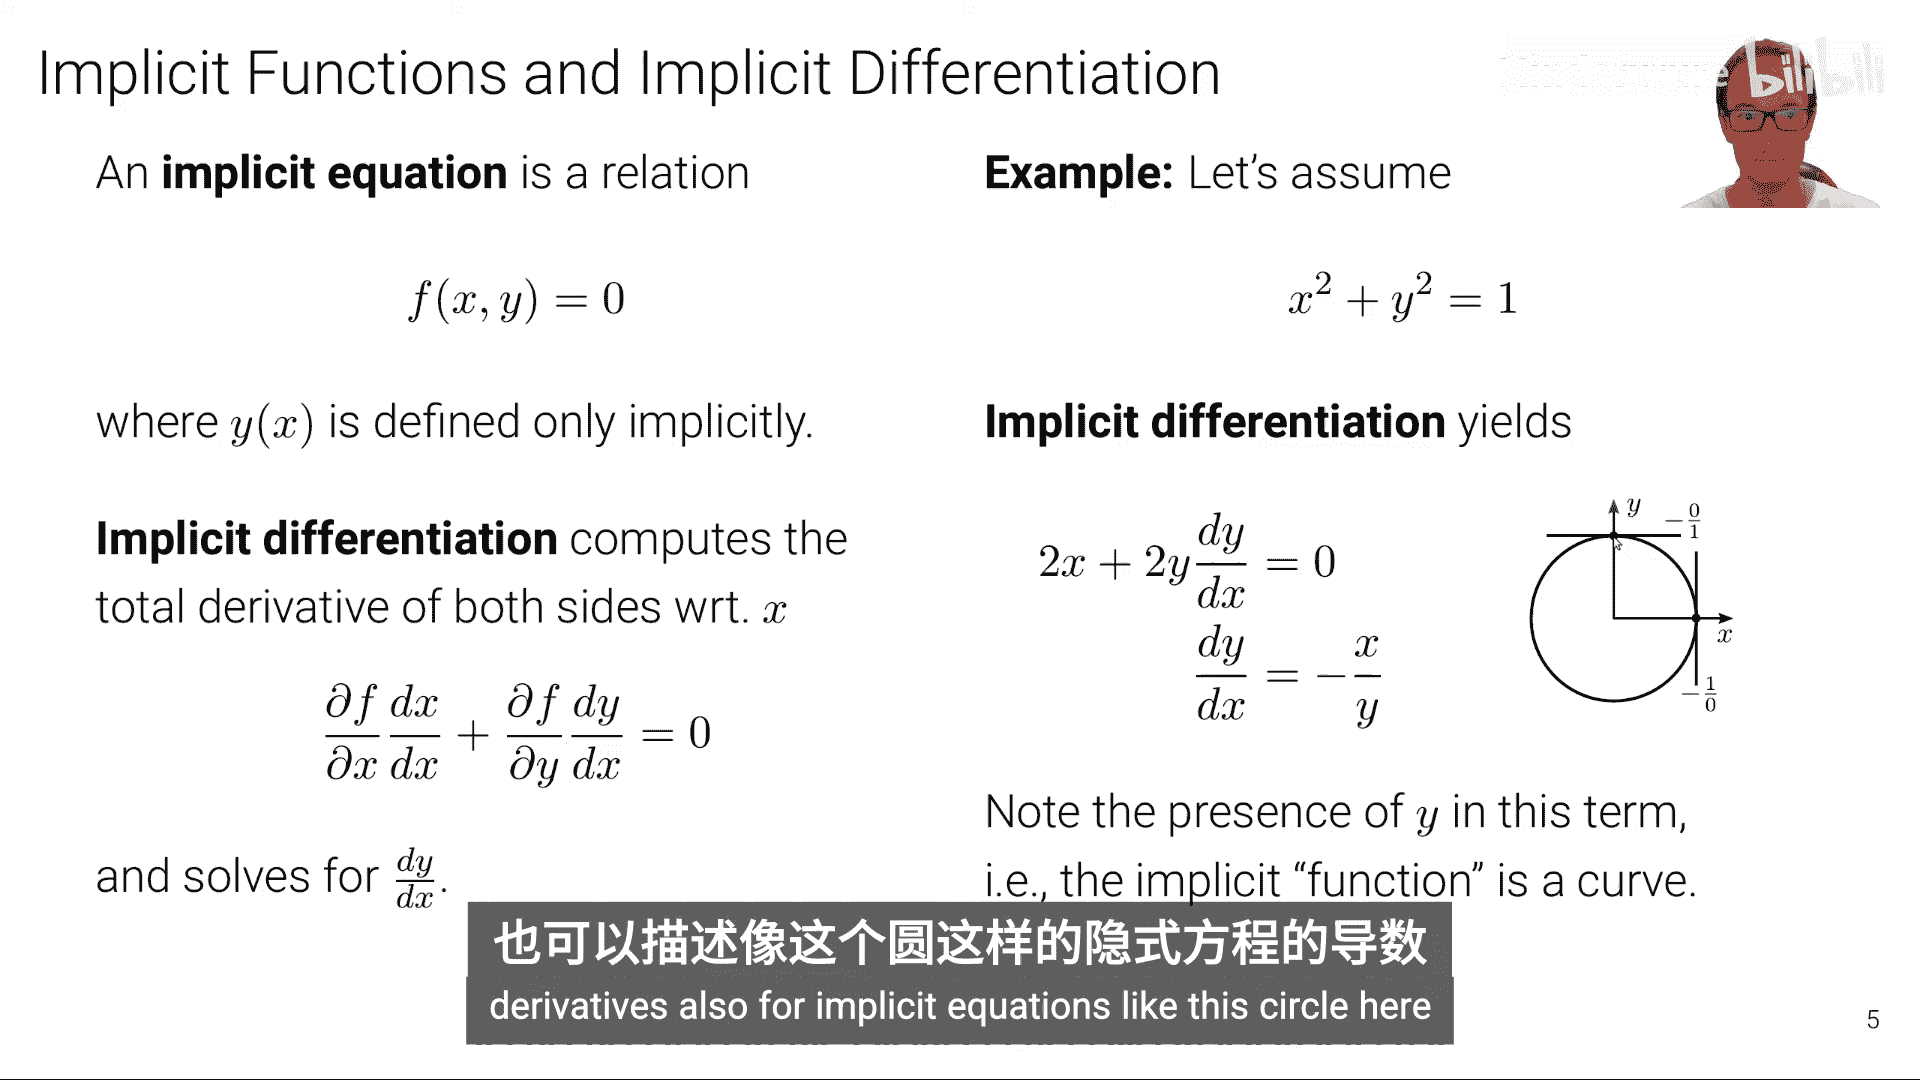 Implicit Functions and Implicit Differentiation
bilibili
An implicit equation is a relation
f(x, y) = 0
where y(x) is defined only implicitly.
Implicit differentiation computes the
total derivative of both sides wrt. x
∂f/∂x dx/dx + ∂f/∂y dy/dx = 0
and solves for dy/dx.
Example: Let’s assume
x² + y² = 1
Implicit differentiation yields
2x + 2y dy/dx = 0
dy/dx = −x/y
y
−0/1
x
−1/0
Note the presence of y in this term,
i.e., the implicit “function” is a curve.
也可以描述像这个圆这样的隐式方程的导数
derivatives also for implicit equations like this circle here
5